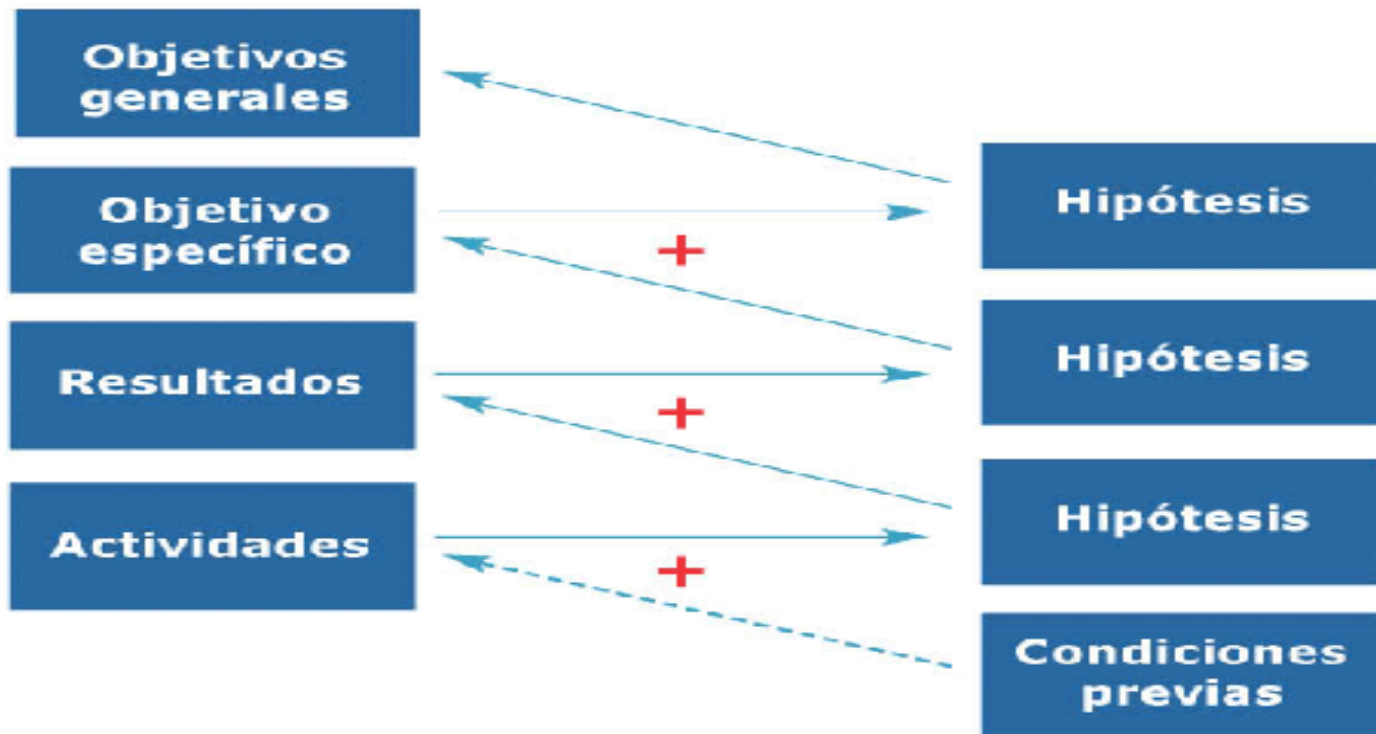 Objetivos
generales
Hipótesis
Objetivo
específico
+
Hipótesis
Resultados
+
Hipótesis
Actividades
+
Condiciones
previas